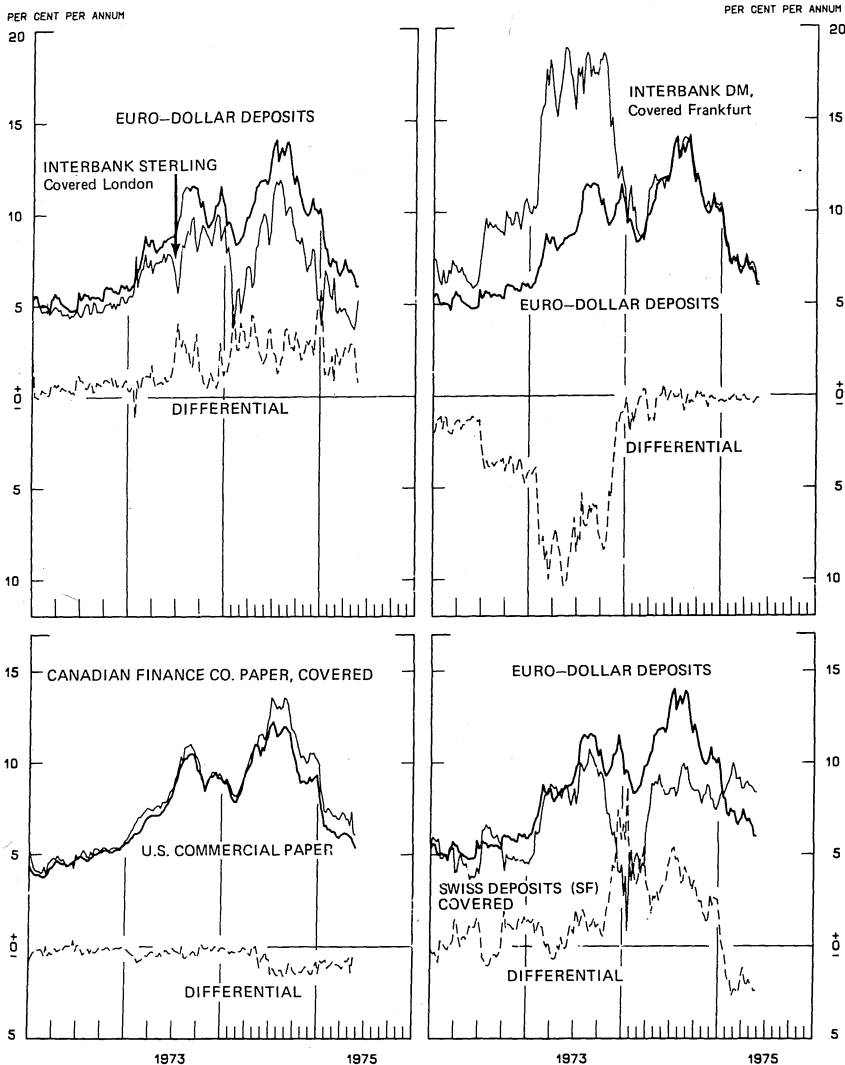 PER CENT PER ANNUM
PER CENT PER ANNUM
20
15
10
5
+
0
−
5
10
EURO–DOLLAR DEPOSITS
INTERBANK STERLING
Covered London
DIFFERENTIAL
20
15
10
5
+
0
−
5
10
INTERBANK DM,
Covered Frankfurt
EURO–DOLLAR DEPOSITS
DIFFERENTIAL
15
10
5
+
0
−
5
CANADIAN FINANCE CO. PAPER, COVERED
U.S. COMMERCIAL PAPER
DIFFERENTIAL
1973
1975
15
10
5
+
0
−
5
EURO–DOLLAR DEPOSITS
SWISS DEPOSITS (SF)
COVERED
DIFFERENTIAL
1973
1975